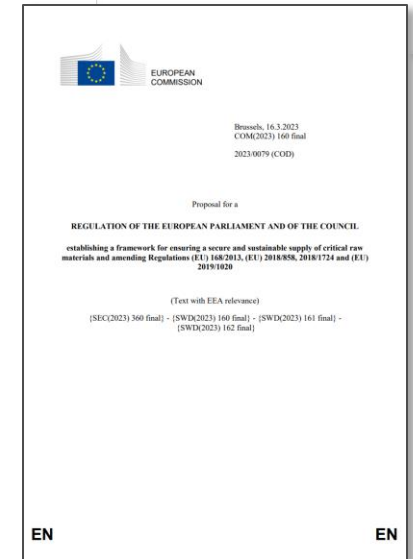 EUROPEAN
COMMISSION
Brussels, 16.3.2023
COM(2023) 160 final
2023/0079 (COD)
Proposal for a
REGULATION OF THE EUROPEAN PARLIAMENT AND OF THE COUNCIL
establishing a framework for ensuring a secure and sustainable supply of critical raw
materials and amending Regulations (EU) 168/2013, (EU) 2018/858, 2018/1724 and (EU)
2019/1020
(Text with EEA relevance)
{SEC(2023) 360 final} - {SWD(2023) 160 final} - {SWD(2023) 161 final} -
{SWD(2023) 162 final}
EN EN